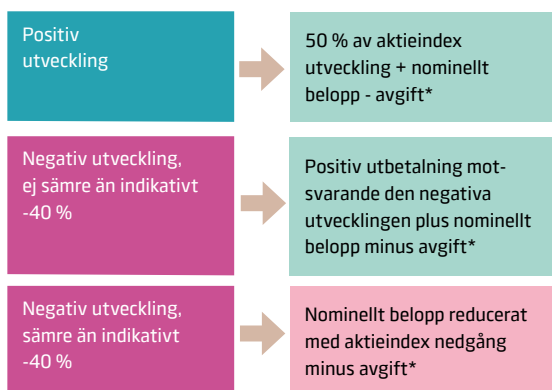 Positiv
utveckling
50 % av aktieindex
utveckling + nominellt
belopp - avgift*
Negativ utveckling,
ej sämre än indikativt
-40 %
Positiv utbetalning mot-
svarande den negativa
utvecklingen plus nominellt
belopp minus avgift*
Negativ utveckling,
sämre än indikativt
-40 %
Nominellt belopp reducerat
med aktieindex nedgång
minus avgift*